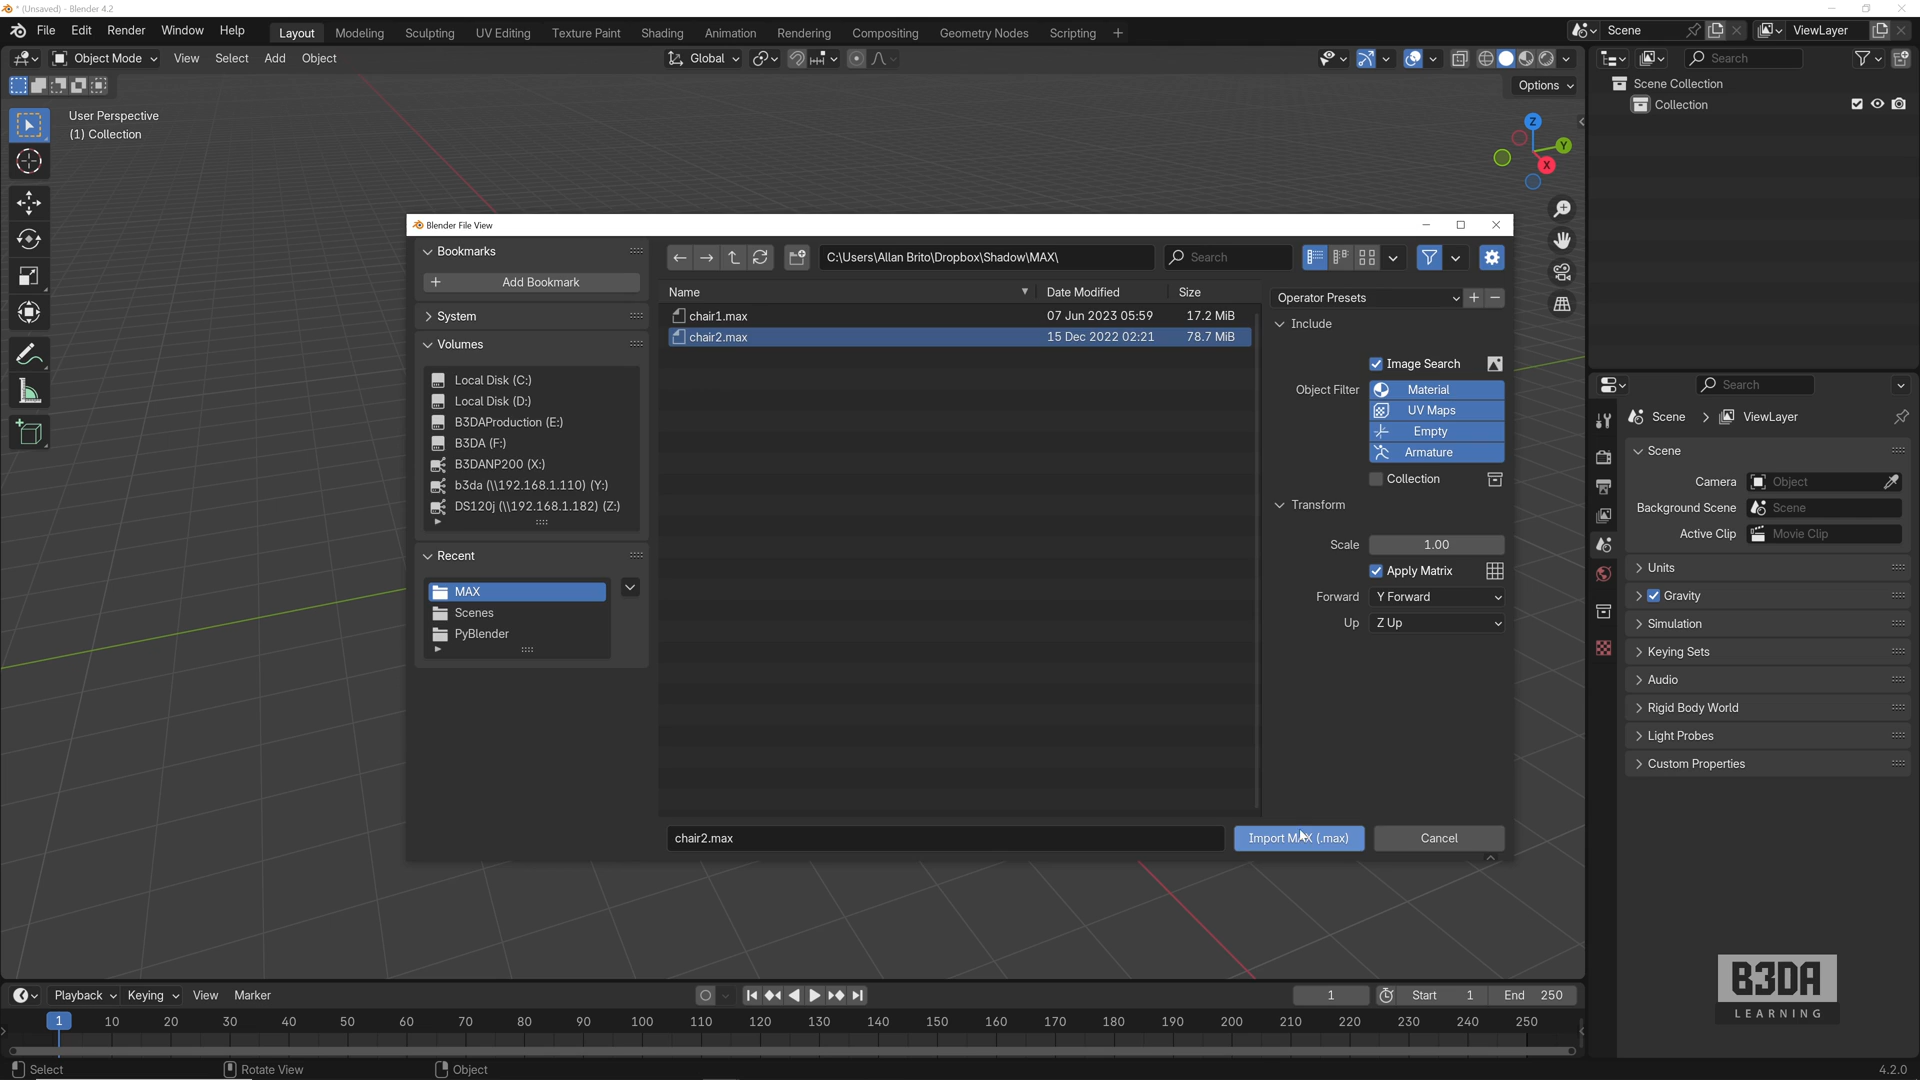 * (Unsaved) - Blender 4.2
File Edit Render Window Help Layout Modeling Sculpting UV Editing Texture Paint Shading Animation Rendering Compositing Geometry Nodes Scripting + Scene ViewLayer
Object Mode View Select Add Object Global Search
Options
User Perspective
(1) Collection
Scene Collection
Collection
Z
Y
X
Blender File View
Bookmarks
C:\Users\Allan Brito\Dropbox\Shadow\MAX\ Search
+ Add Bookmark
Name Date Modified Size
Operator Presets
System
chair1.max 07 Jun 2023 05:59 17.2 MiB
Include
Volumes
chair2.max 15 Dec 2022 02:21 78.7 MiB
Image Search
Local Disk (C:)
Local Disk (D:)
B3DAProduction (E:)
B3DA (F:)
B3DANP200 (X:)
b3da (\\192.168.1.110) (Y:)
DS120j (\\192.168.1.182) (Z:)
Object Filter Material
UV Maps
Empty
Armature
Collection
Transform
Scale 1.00
Apply Matrix
Forward Y Forward
Up Z Up
Recent
MAX
Scenes
PyBlender
chair2.max Import MAX (.max) Cancel
Search
Scene > ViewLayer
Scene
Camera Object
Background Scene Scene
Active Clip Movie Clip
Units
Gravity
Simulation
Keying Sets
Audio
Rigid Body World
Light Probes
Custom Properties
B3DA
LEARNING
Playback Keying View Marker 1 Start 1 End 250
1 10 20 30 40 50 60 70 80 90 100 110 120 130 140 150 160 170 180 190 200 210 220 230 240 250
Select Rotate View Object 4.2.0